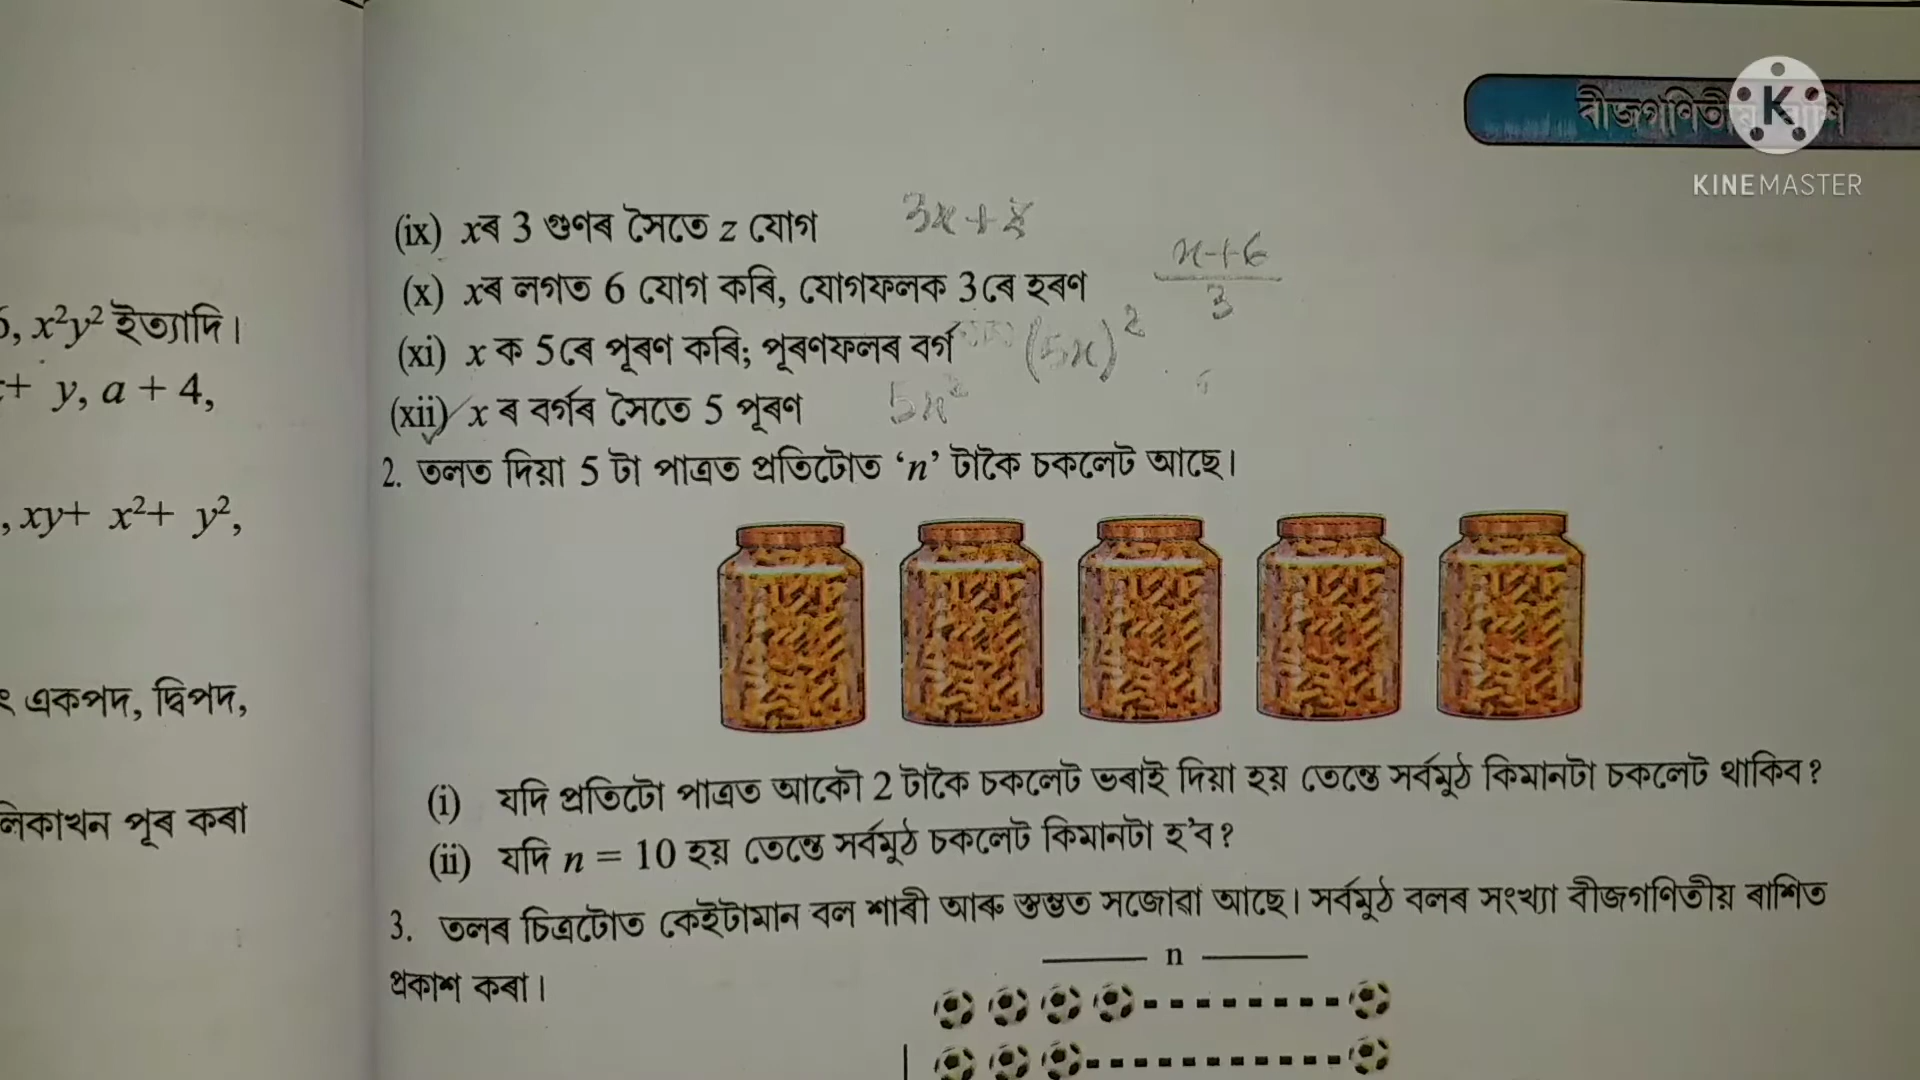 বীজগণিতীয় ৰাশি
KINEMASTER
(ix) xৰ 3 গুণৰ সৈতে z যোগ 3x + z
(x) xৰ লগত 6 যোগ কৰি, যোগফলক 3ৰে হৰণ x+6
3
(xi) x ক 5ৰে পূৰণ কৰি; পূৰণফলৰ বৰ্গ (5x)²
(xii) x ৰ বৰ্গৰ সৈতে 5 পূৰণ 5x²
2. তলত দিয়া 5 টা পাত্ৰত প্ৰতিটোত ‘n’ টাকৈ চকলেট আছে।
(i) যদি প্ৰতিটো পাত্ৰত আকৌ 2 টাকৈ চকলেট ভৰাই দিয়া হয় তেন্তে সৰ্বমুঠ কিমানটা চকলেট থাকিব?
(ii) যদি n = 10 হয় তেন্তে সৰ্বমুঠ চকলেট কিমানটা হ’ব?
3. তলৰ চিত্ৰটোত কেইটামান বল শাৰী আৰু স্তম্ভত সজোৱা আছে। সৰ্বমুঠ বলৰ সংখ্যা বীজগণিতীয় ৰাশিত
প্ৰকাশ কৰা।
n
, x²y² ইত্যাদি।
+ y, a + 4,
, xy+ x²+ y²,
একপদ, দ্বিপদ,
পূৰ কৰা